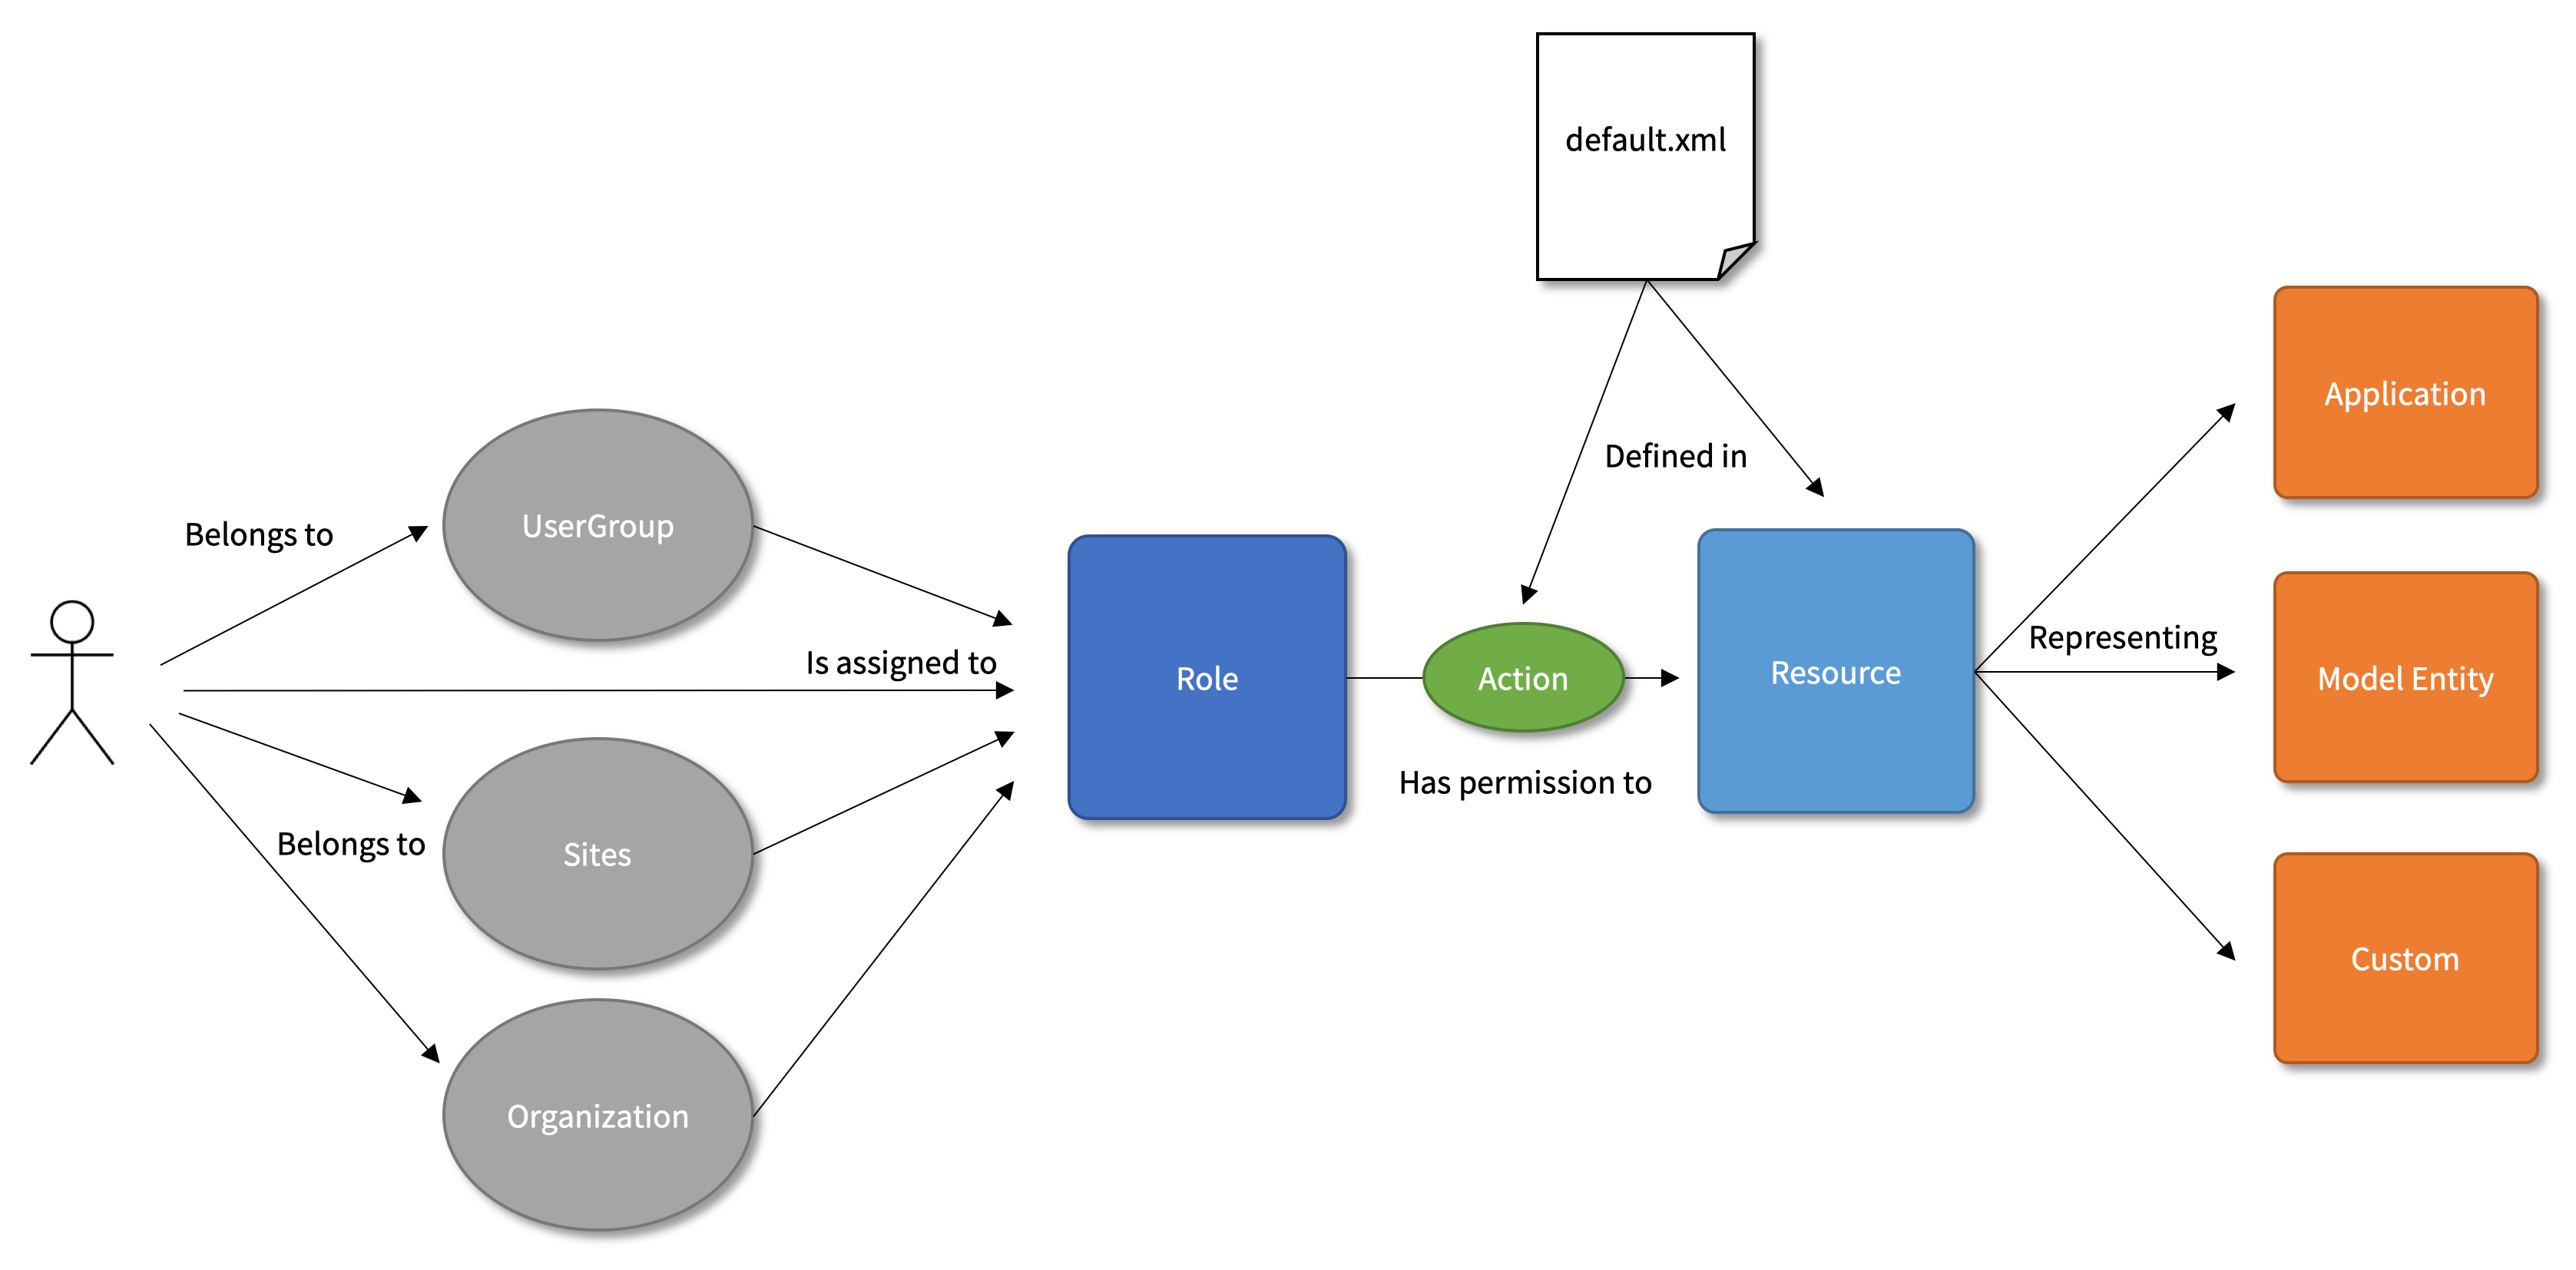 default.xml
Application
Defined in
UserGroup
Belongs to
Representing
Is assigned to
Role
Action
Resource
Model Entity
Has permission to
Belongs to
Sites
Custom
Organization